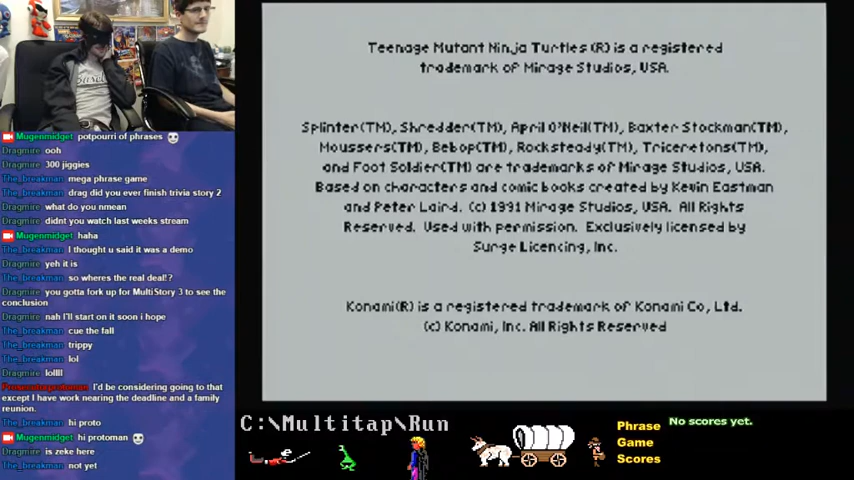 Teenage Mutant Ninja Turtles (R) is a registered
trademark of Mirage Studios, USA.
Splinter(TM), Shredder(TM), April O'Neil(TM), Baxter Stockman(TM),
Moussers(TM), Bebop(TM), Rocksteady(TM), Triceretons(TM),
and Foot Soldier(TM) are trademarks of Mirage Studios, USA.
Based on characters and comic books created by Kevin Eastman
and Peter Laird. (c) 1991 Mirage Studios, USA. All Rights
Reserved. Used with permission. Exclusively licensed by
Surge Licencing, Inc.
Konami(R) is a registered trademark of Konami Co, Ltd.
(c) Konami, Inc. All Rights Reserved
Mugenmidget potpourri of phrases
Dragmire: ooh
Dragmire: 300 jiggies
The_breakman: mega phrase game
The_breakman: drag did you ever finish trivia story 2
Dragmire: what do you nmean
Dragmire: didnt you watch last weeks stream
Mugenmidget haha
The_breakman: I thought u said it was a demo
Dragmire: yeh it is
The_breakman: so wheres the real deal!?
Dragmire: you gotta fork up for MultiStory 3 to see the
conclusion
Dragmire: nah I'll start on it soon i hope
The_breakman: cue the fall
The_breakman: trippy
The_breakman: lol
Dragmire: lollll
I'd be considering going to that
except I have work nearing the deadline and a family
reunion.
The_breakman: hi proto
Mugenmidget hi protoman
Dragmire: is zeke here
The_breakman: not yet
C:\Multitap\Run
Phrase
Game
Scores
No scores yet.